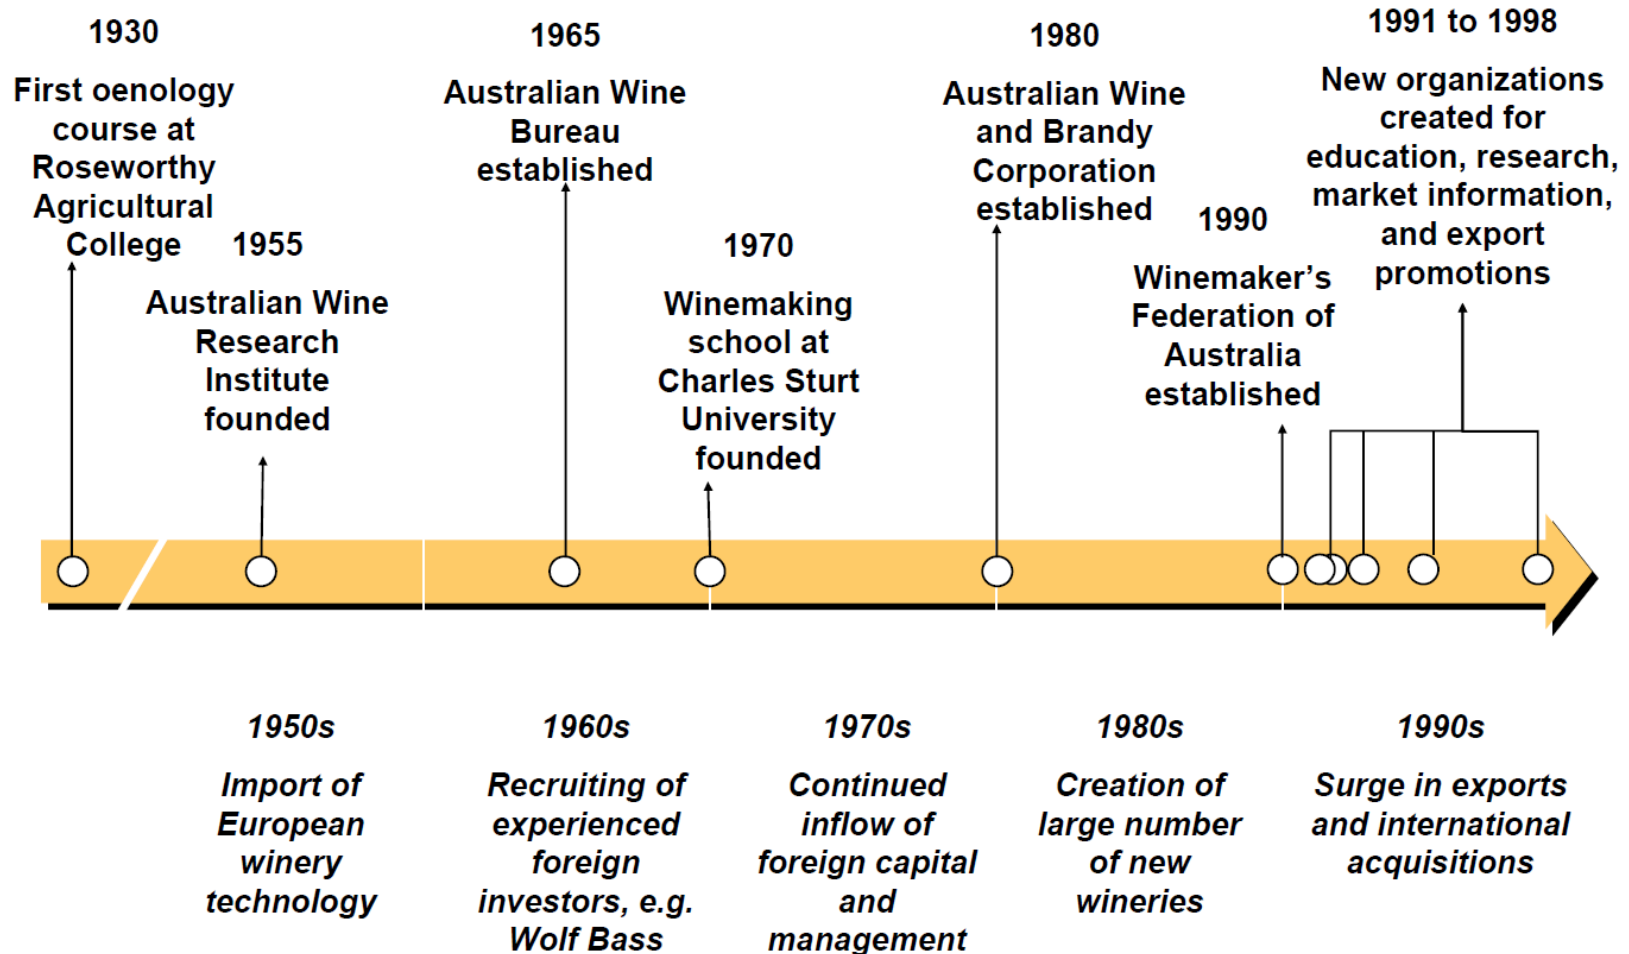 1930
First oenology
course at
Roseworthy
Agricultural
College
1955
Australian Wine
Research
Institute
founded
1965
Australian Wine
Bureau
established
1970
Winemaking
school at
Charles Sturt
University
founded
1980
Australian Wine
and Brandy
Corporation
established
1990
Winemaker’s
Federation of
Australia
established
1991 to 1998
New organizations
created for
education, research,
market information,
and export
promotions
1950s
Import of
European
winery
technology
1960s
Recruiting of
experienced
foreign
investors, e.g.
Wolf Bass
1970s
Continued
inflow of
foreign capital
and
management
1980s
Creation of
large number
of new
wineries
1990s
Surge in exports
and international
acquisitions